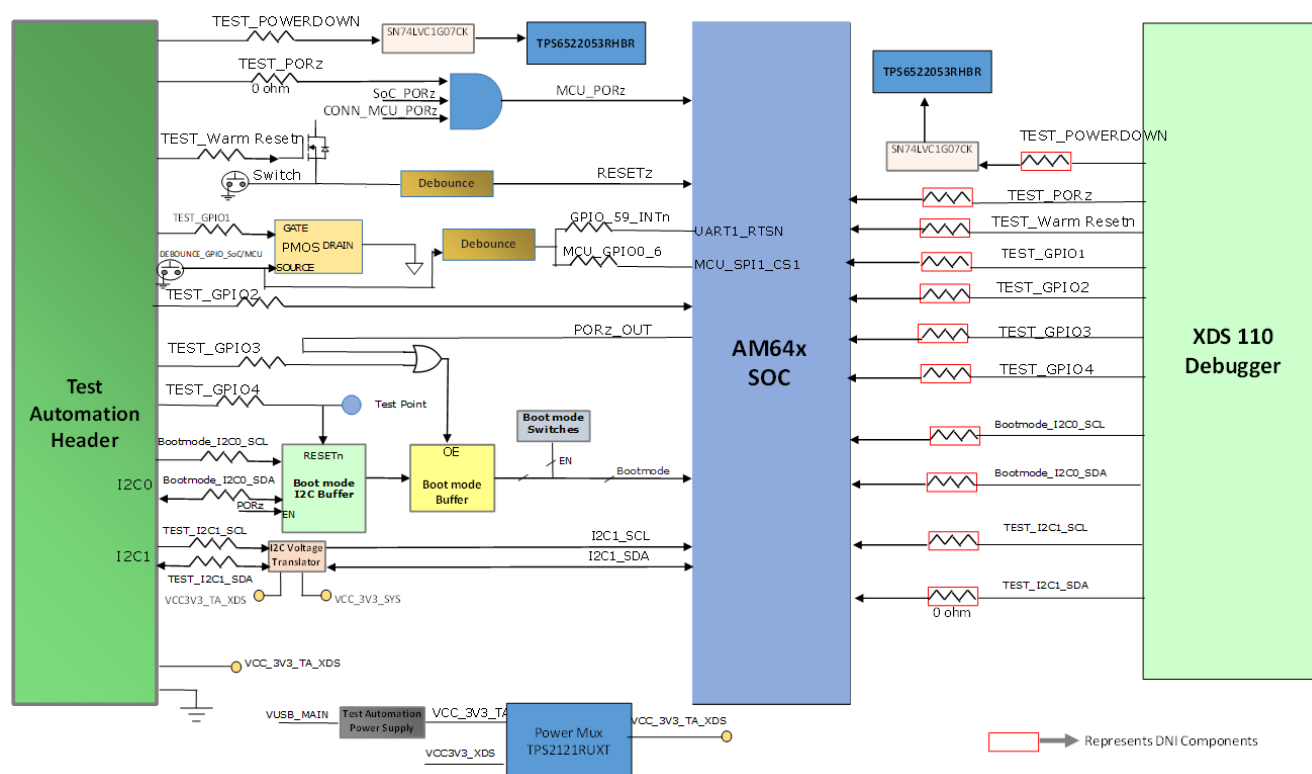 TEST_POWERDOWN
SN74LVC1G07CK
TPS6522053RHBR
TEST_PORz
0 ohm
SoC_PORz
CONN_MCU_PORz
MCU_PORz
TEST_Warm Resetn
Switch
Debounce
RESETz
TEST_GPIO1
GATE
PMOS DRAIN
SOURCE
DEBOUNCE_GPIO_SoC/MCU
Debounce
GPIO_59_INTn
MCU_GPIO0_6
UART1_RTSN
MCU_SPI1_CS1
TEST_GPIO2
PORz_OUT
TEST_GPIO3
TEST_GPIO4
Test Point
Test
Automation
Header
Boot mode
Switches
EN
Bootmode
Bootmode_I2C0_SCL
I2C0
Bootmode_I2C0_SDA
PORz
RESETn
Boot mode
I2C Buffer
EN
OE
Boot mode
Buffer
TEST_I2C1_SCL
I2C1
TEST_I2C1_SDA
I2C Voltage
Translator
I2C1_SCL
I2C1_SDA
VCC3V3_TA_XDS
VCC_3V3_SYS
VCC_3V3_TA_XDS
VUSB_MAIN
Test Automation
Power Supply
VCC_3V3_TA
VCC3V3_XDS
Power Mux
TPS2121RUXT
VCC_3V3_TA_XDS
AM64x
SOC
TPS6522053RHBR
SN74LVC1G07CK
TEST_POWERDOWN
TEST_PORz
TEST_Warm Resetn
TEST_GPIO1
TEST_GPIO2
TEST_GPIO3
TEST_GPIO4
Bootmode_I2C0_SCL
Bootmode_I2C0_SDA
TEST_I2C1_SCL
TEST_I2C1_SDA
0 ohm
XDS 110
Debugger
Represents DNI Components